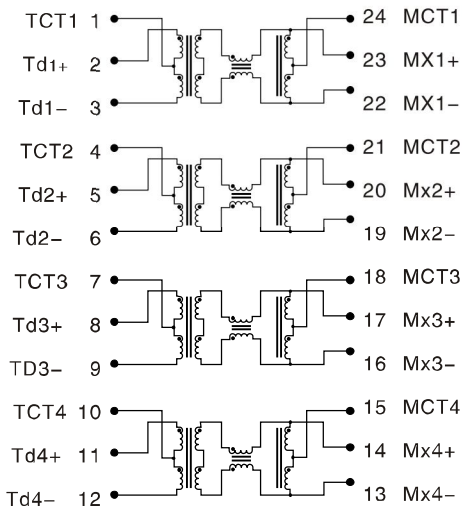 TCT1 1 24 MCT1
Td1+ 2 23 MX1+
Td1- 3 22 MX1-
TCT2 4 21 MCT2
Td2+ 5 20 Mx2+
Td2- 6 19 Mx2-
TCT3 7 18 MCT3
Td3+ 8 17 Mx3+
TD3- 9 16 Mx3-
TCT4 10 15 MCT4
Td4+ 11 14 Mx4+
Td4- 12 13 Mx4-